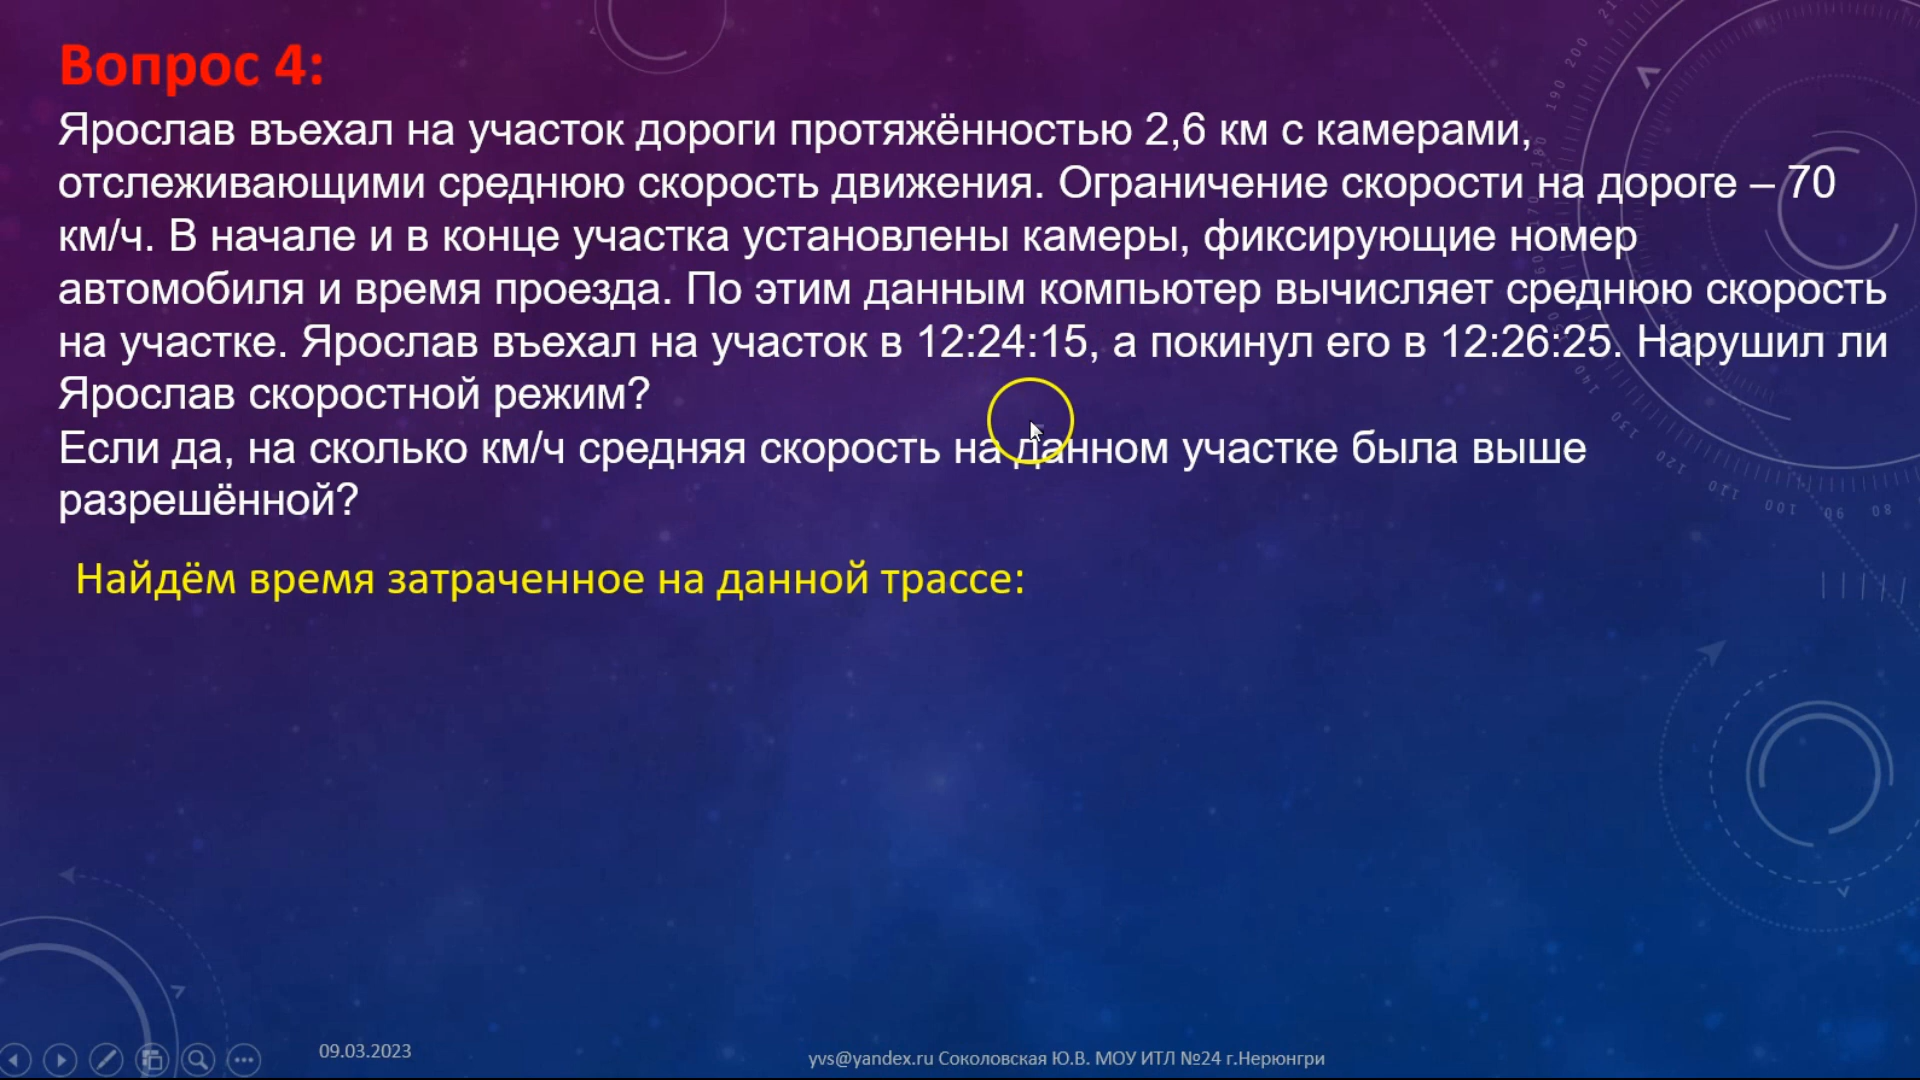 Вопрос 4:
Ярослав въехал на участок дороги протяжённостью 2,6 км с камерами,
отслеживающими среднюю скорость движения. Ограничение скорости на дороге – 70
км/ч. В начале и в конце участка установлены камеры, фиксирующие номер
автомобиля и время проезда. По этим данным компьютер вычисляет среднюю скорость
на участке. Ярослав въехал на участок в 12:24:15, а покинул его в 12:26:25. Нарушил ли
Ярослав скоростной режим?
Если да, на сколько км/ч средняя скорость на данном участке была выше
разрешённой?
Найдём время затраченное на данной трассе:
09.03.2023
yvs@yandex.ru Соколовская Ю.В. МОУ ИТЛ №24 г.Нерюнгри